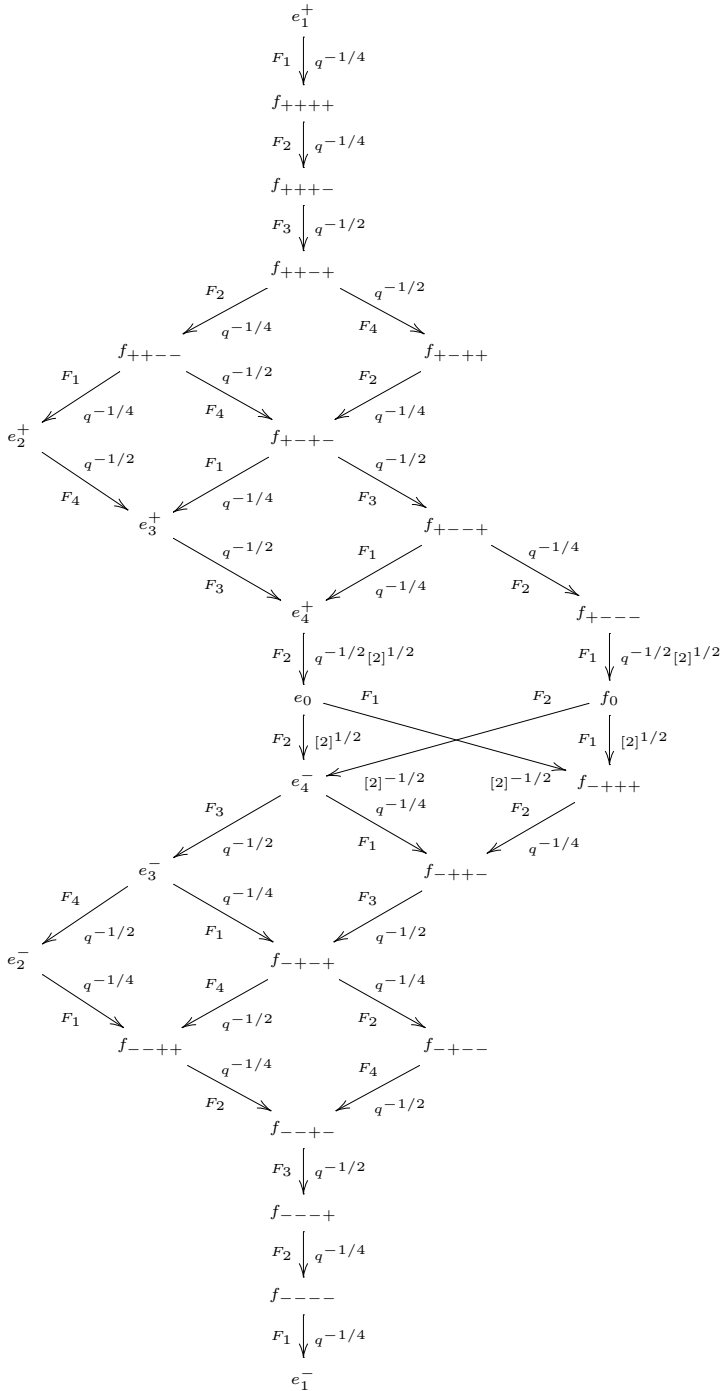 e_1^+
F_1 q^{-1/4}
f_{++++}
F_2 q^{-1/4}
f_{+++-}
F_3 q^{-1/2}
f_{++-+}
F_2 q^{-1/2}
q^{-1/4} F_4
f_{++--} f_{+-++}
F_1 q^{-1/2} F_2
q^{-1/4} F_4 q^{-1/4}
e_2^+ f_{+-+-}
q^{-1/2} F_1 q^{-1/2}
F_4 q^{-1/4} F_3
e_3^+ f_{+--+}
q^{-1/2} F_1 q^{-1/4}
F_3 q^{-1/4} F_2
e_4^+ f_{+---}
F_2 q^{-1/2}[2]^{1/2} F_1 q^{-1/2}[2]^{1/2}
e_0 F_1 F_2 f_0
F_2 [2]^{1/2} F_1 [2]^{1/2}
e_4^- [2]^{-1/2} [2]^{-1/2} f_{-+++}
F_3 q^{-1/4} F_2
q^{-1/2} F_1 q^{-1/4}
e_3^- f_{-++-}
F_4 q^{-1/4} F_3
q^{-1/2} F_1 q^{-1/2}
e_2^- f_{-+-+}
q^{-1/4} F_4 q^{-1/4}
F_1 q^{-1/2} F_2
f_{--++} f_{-+--}
q^{-1/4} F_4
F_2 q^{-1/2}
f_{--+-}
F_3 q^{-1/2}
f_{---+}
F_2 q^{-1/4}
f_{----}
F_1 q^{-1/4}
e_1^-